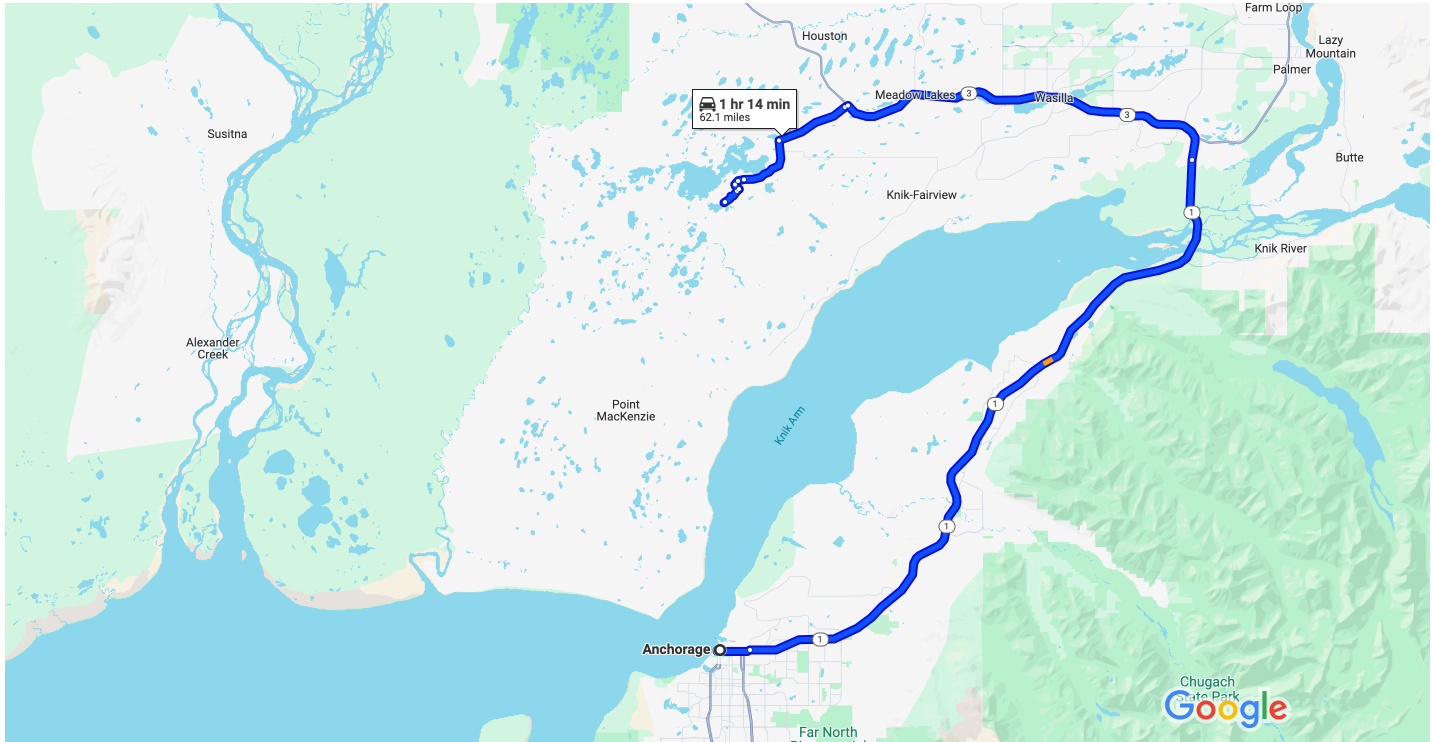 Farm Loop
Houston
Lazy
Mountain
Palmer
Meadow Lakes
3
Wasilla
1 hr 14 min
62.1 miles
3
Susitna
Butte
Knik-Fairview
1
Knik River
Alexander
Creek
Point
MacKenzie
1
Knik Arm
1
1
Anchorage
Chugach
State Park
Google
Far North